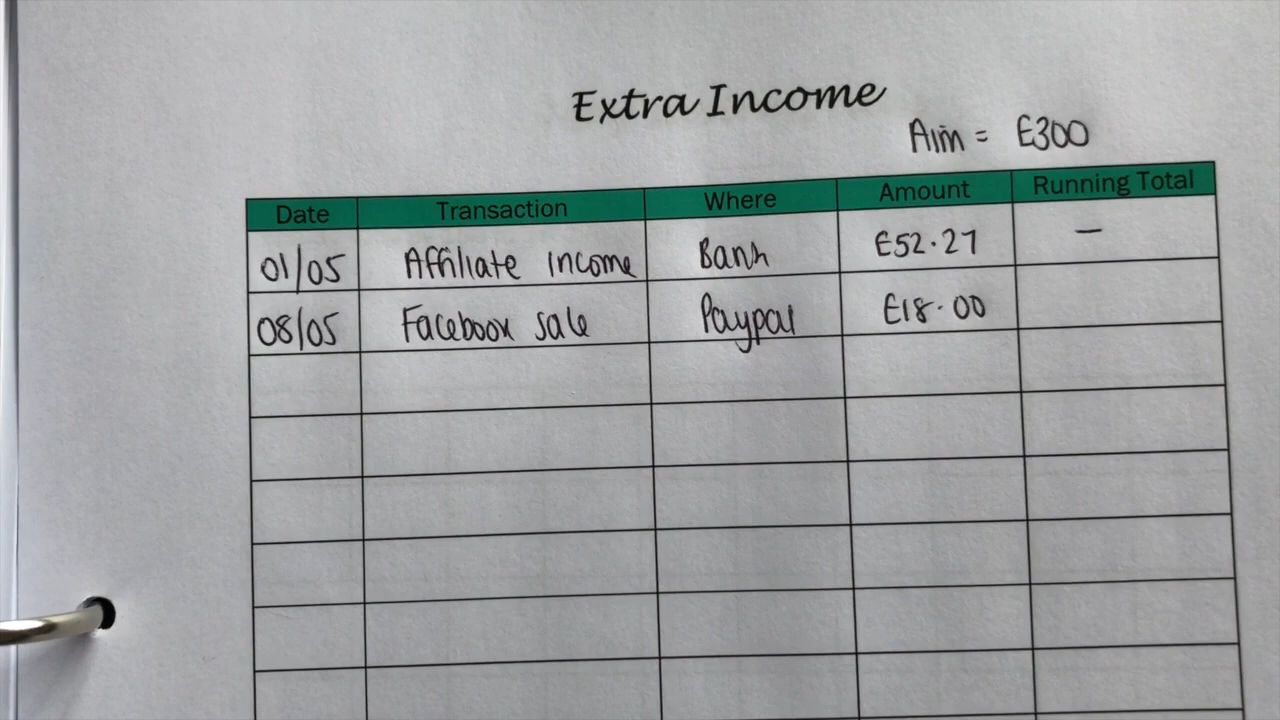 Extra Income
Aim = £300
Date Transaction Where Amount Running Total
01/05 Affiliate income Bank £52.27 —
08/05 Facebook sale Paypal £18.00